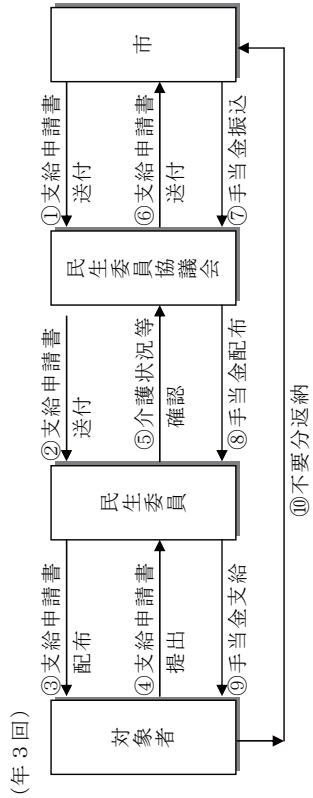 (年3回)
市
①支給申請書
送付
⑥支給申請書
送付
⑦手当金振込
民生委員協議会
②支給申請書
送付
⑤介護状況等
確認
⑧手当金配布
民生委員
③支給申請書
配布
④支給申請書
提出
⑨手当金支給
対象者
⑩不要分返納